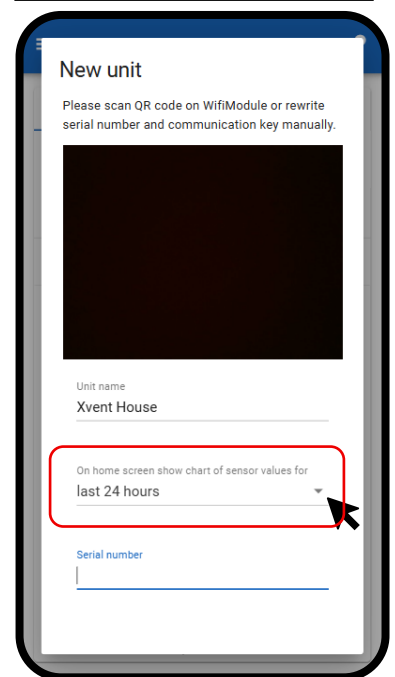 New unit
Please scan QR code on WifiModule or rewrite
serial number and communication key manually.
Unit name
Xvent House
On home screen show chart of sensor values for
last 24 hours
Serial number